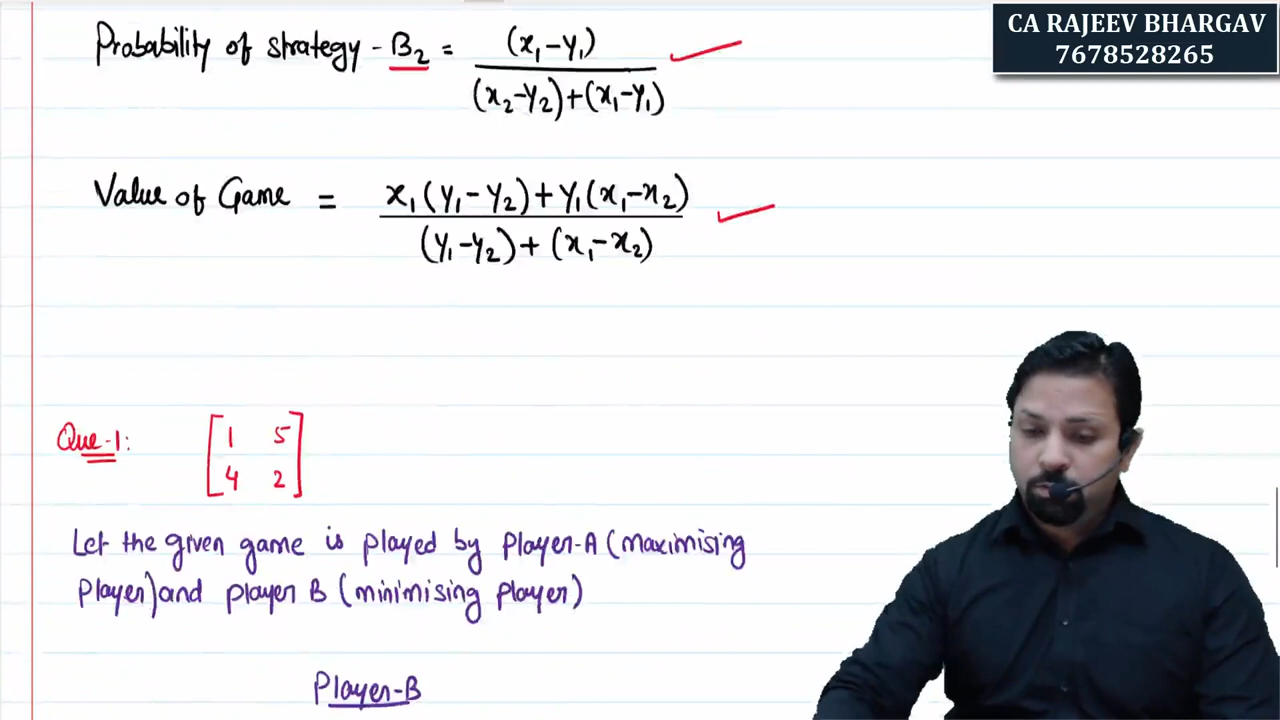 CA RAJEEV BHARGAV
7678528265
Probability of strategy - B₂ = (x₁-y₁) / (x₂-y₂)+(x₁-y₁)
Value of Game = x₁(y₁-y₂)+y₁(x₁-x₂) / (y₁-y₂)+(x₁-x₂)
Que-1: [1 5
4 2]
Let the given game is played by Player-A (maximising
Player) and player B (minimising player)
Player-B